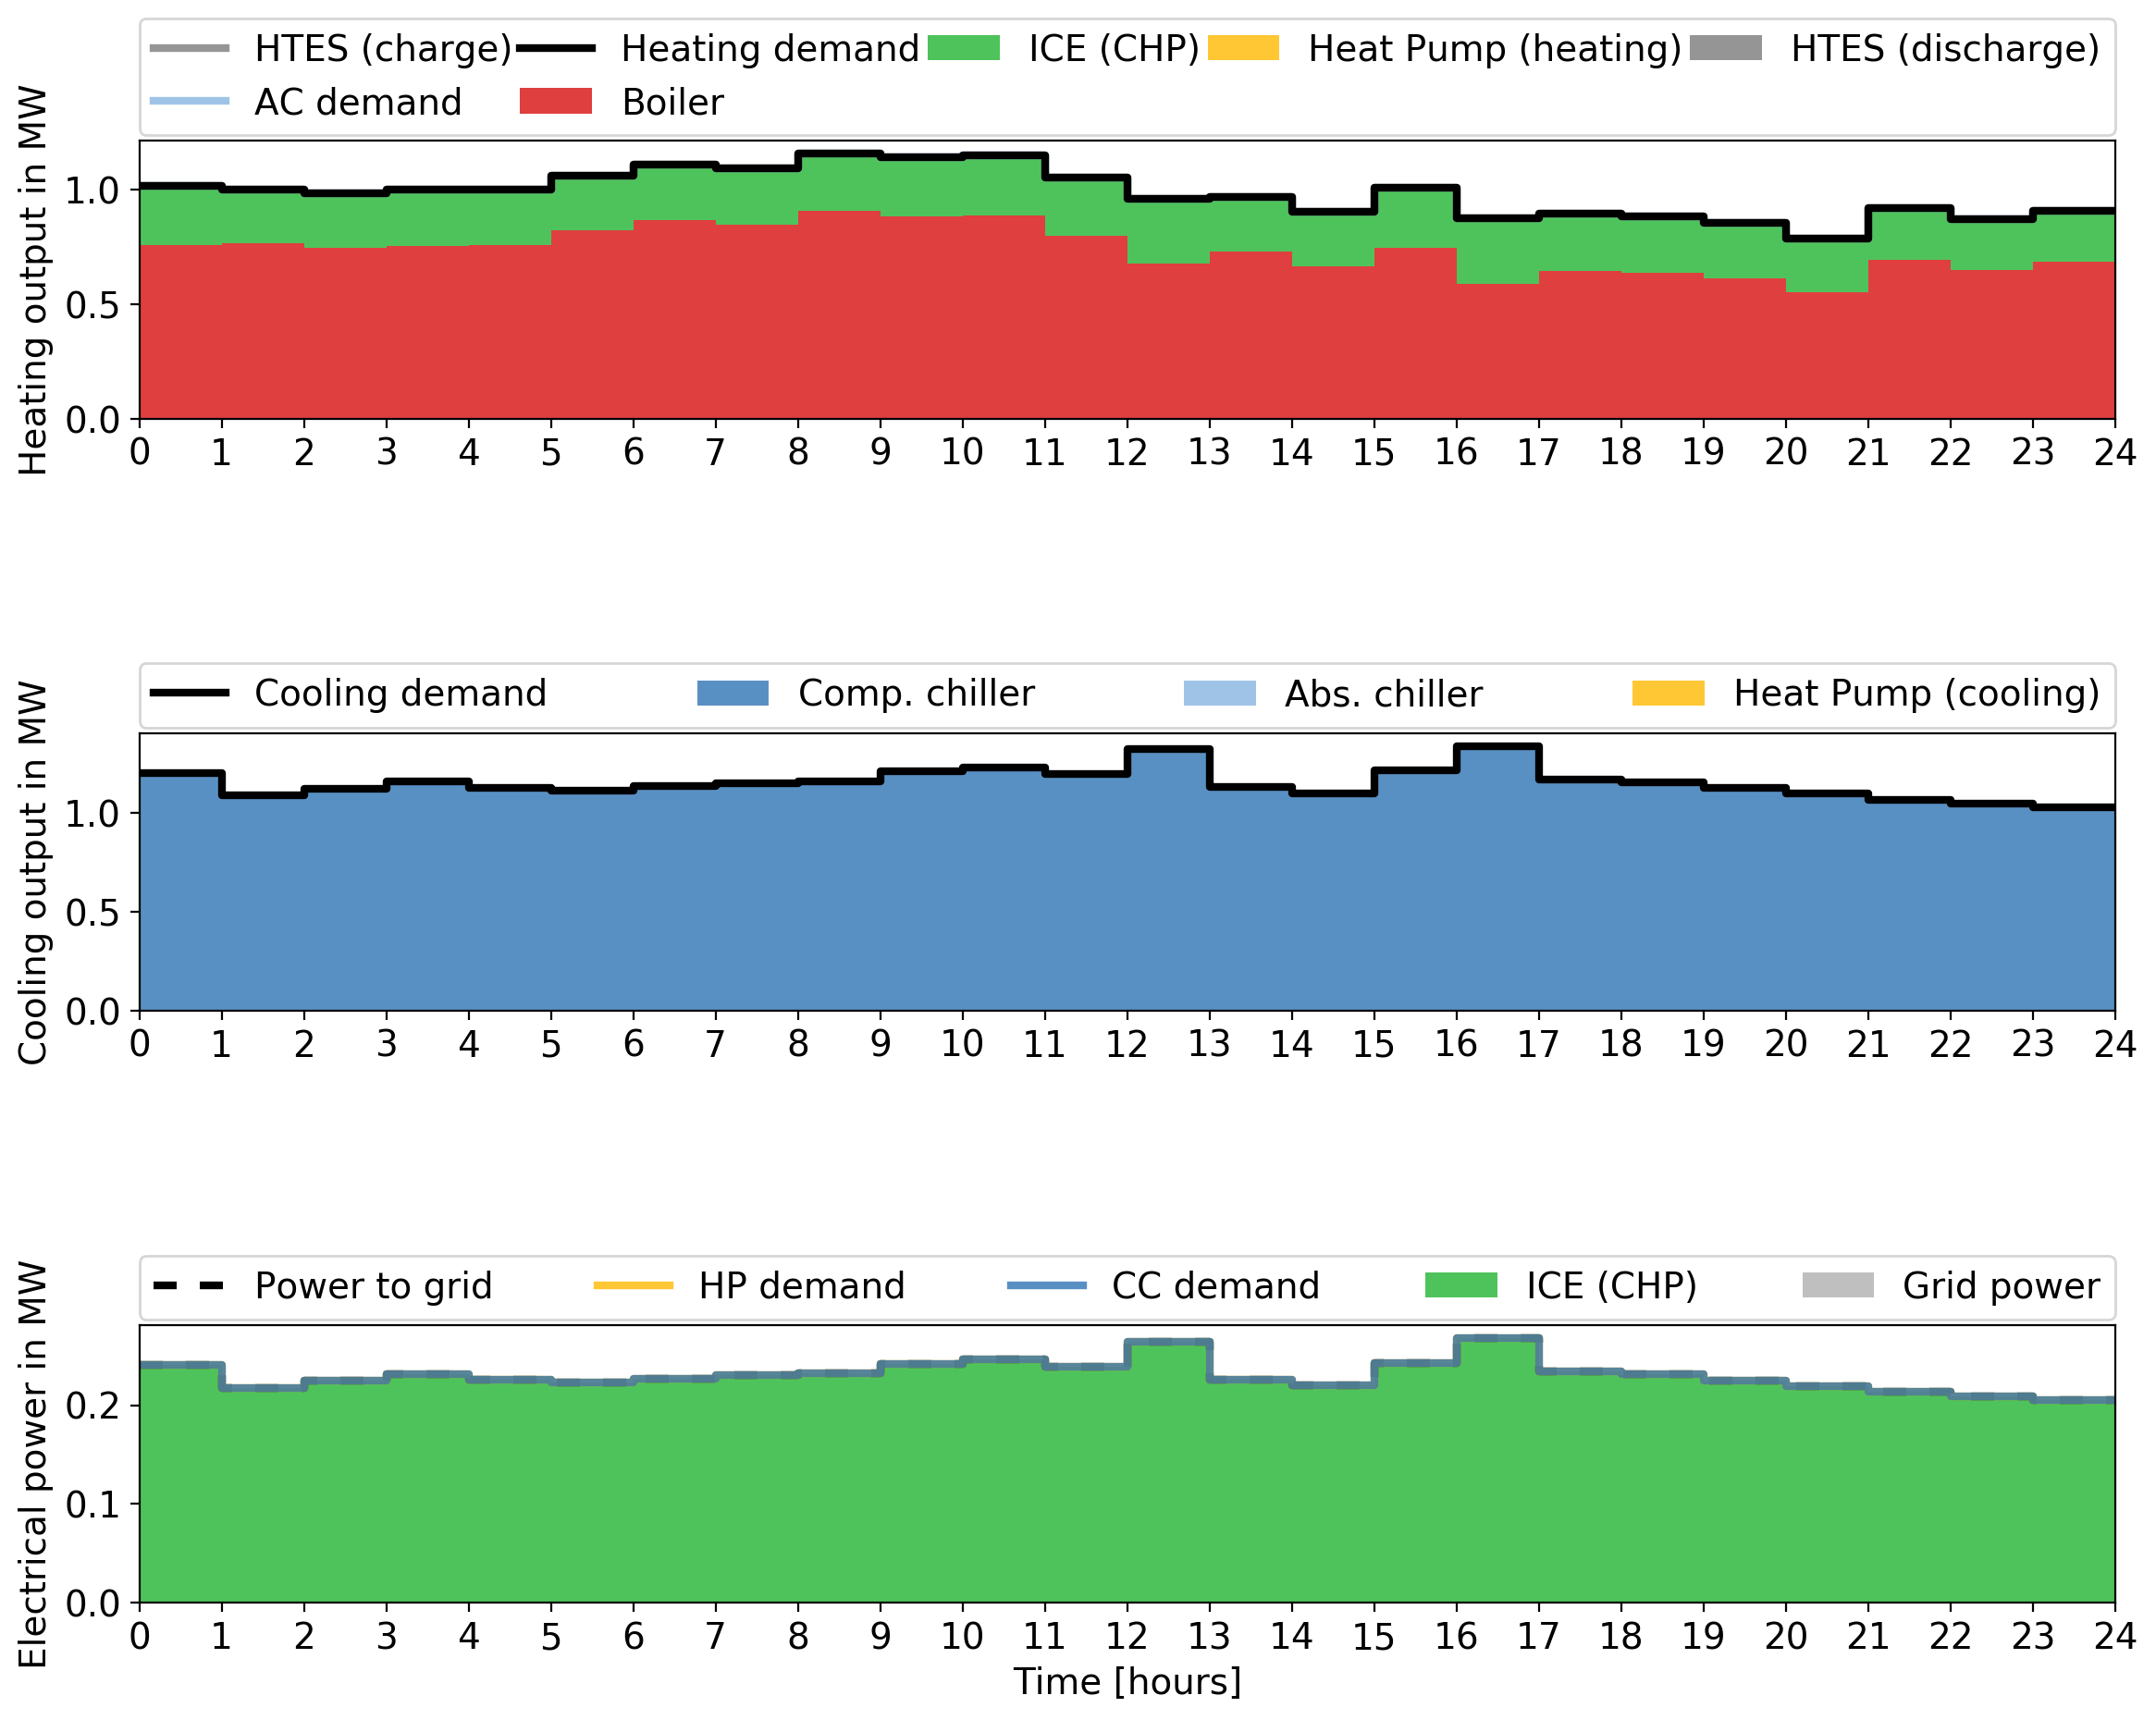 HTES (charge) Heating demand ICE (CHP) Heat Pump (heating) HTES (discharge)
AC demand Boiler
Heating output in MW
1.0
0.5
0.0
0 1 2 3 4 5 6 7 8 9 10 11 12 13 14 15 16 17 18 19 20 21 22 23 24
Cooling demand Comp. chiller Abs. chiller Heat Pump (cooling)
Cooling output in MW
1.0
0.5
0.0
0 1 2 3 4 5 6 7 8 9 10 11 12 13 14 15 16 17 18 19 20 21 22 23 24
Power to grid HP demand CC demand ICE (CHP) Grid power
Electrical power in MW
0.2
0.1
0.0
0 1 2 3 4 5 6 7 8 9 10 11 12 13 14 15 16 17 18 19 20 21 22 23 24
Time [hours]